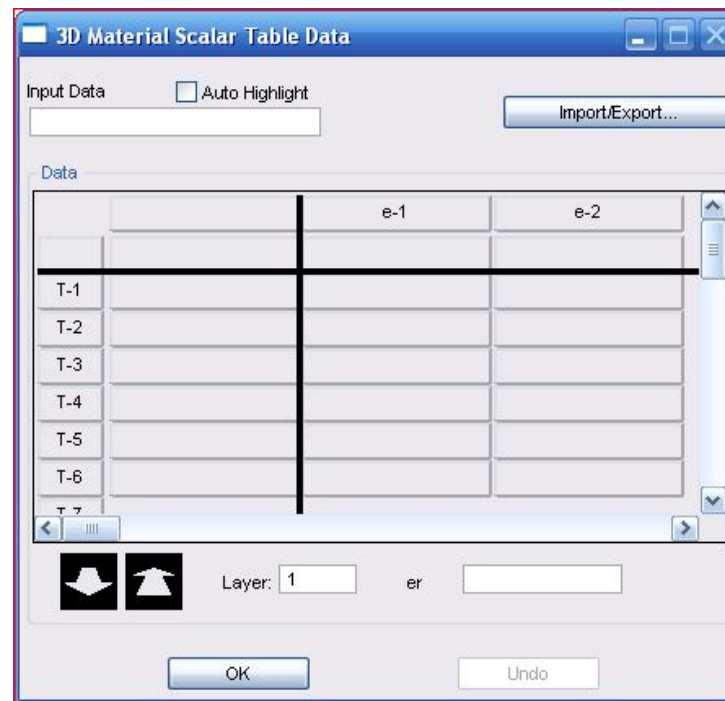 3D Material Scalar Table Data
Input Data Auto Highlight
Import/Export...
Data
e-1 e-2
T-1
T-2
T-3
T-4
T-5
T-6
T-7
Layer: 1 er
OK Undo